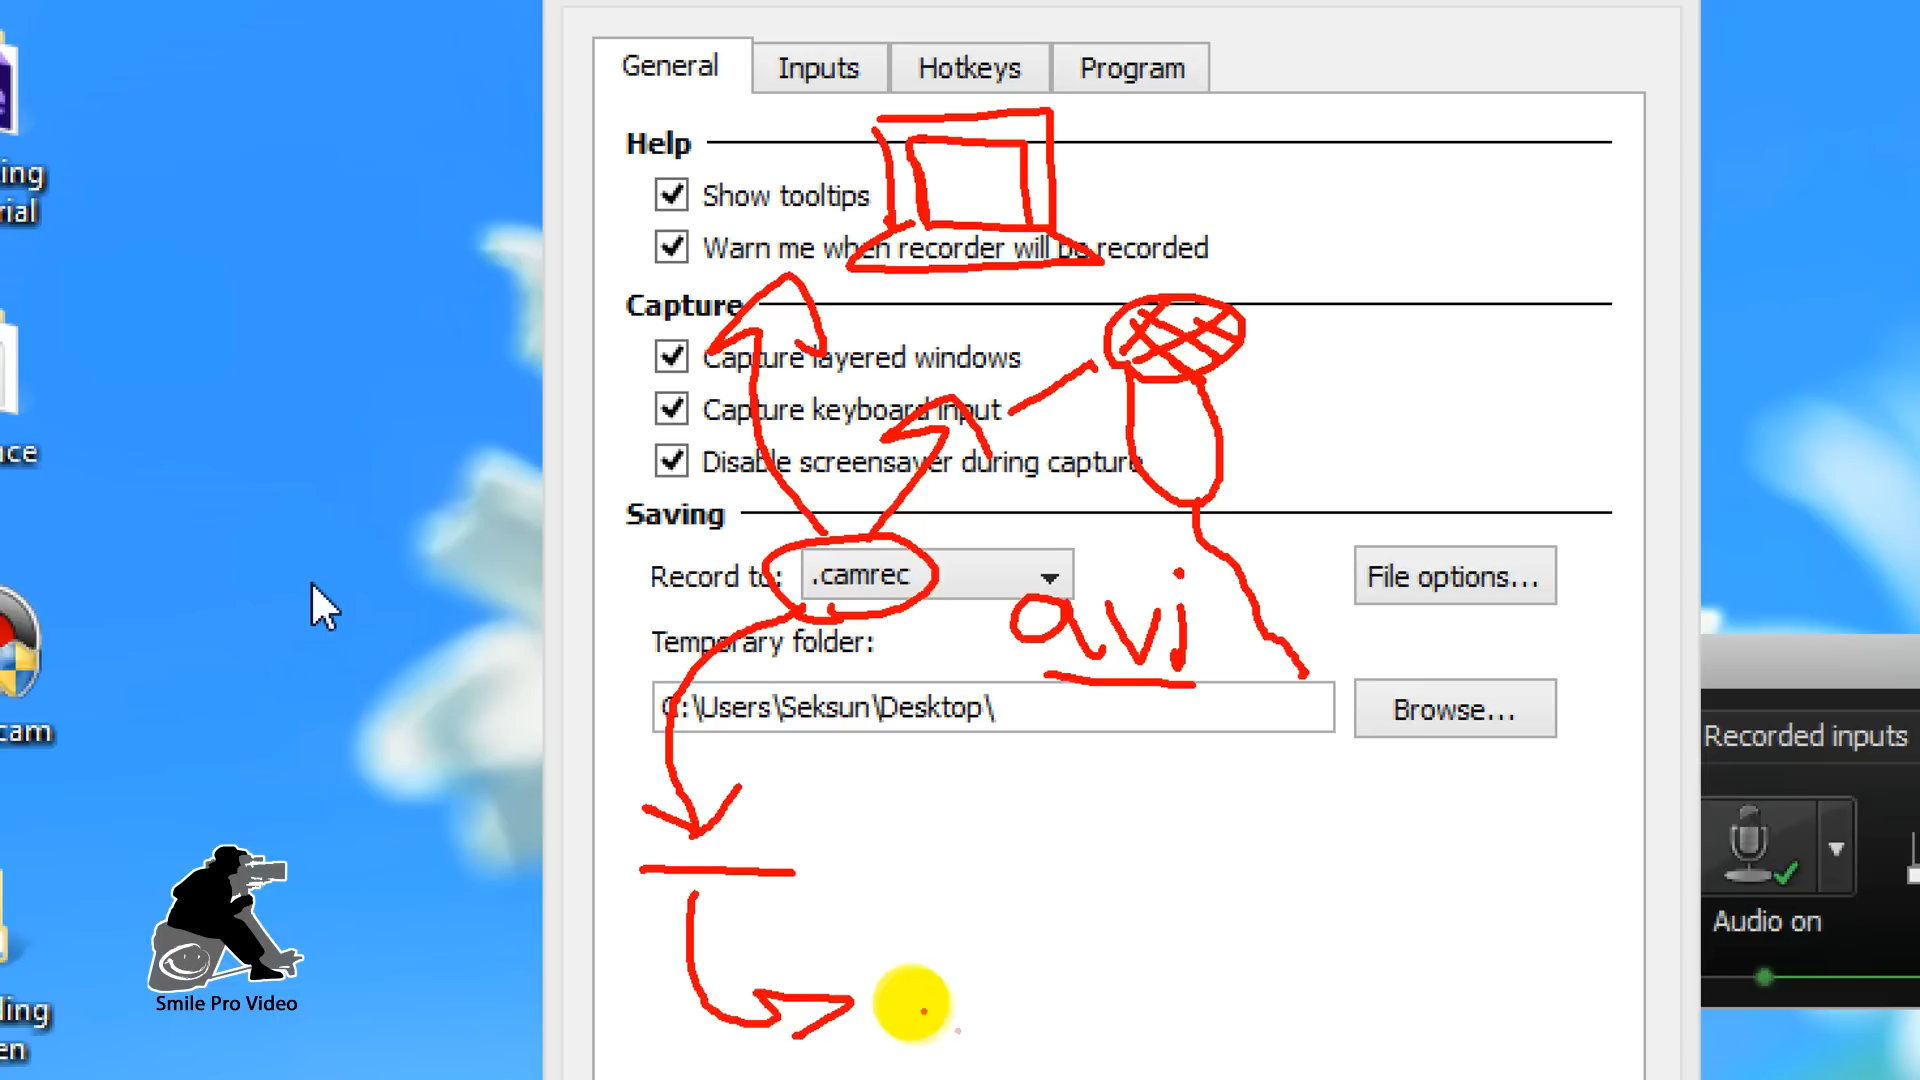 General Inputs Hotkeys Program
Help
Show tooltips
Warn me when recorder will be recorded
Capture
Capture layered windows
Capture keyboard input
Disable screensaver during capture
Saving
Record to: .camrec File options...
avi
Temporary folder:
C:\Users\Seksun\Desktop\ Browse...
Recorded inputs
Audio on
ing
rial
nce
cam
ding
en
Smile Pro Video